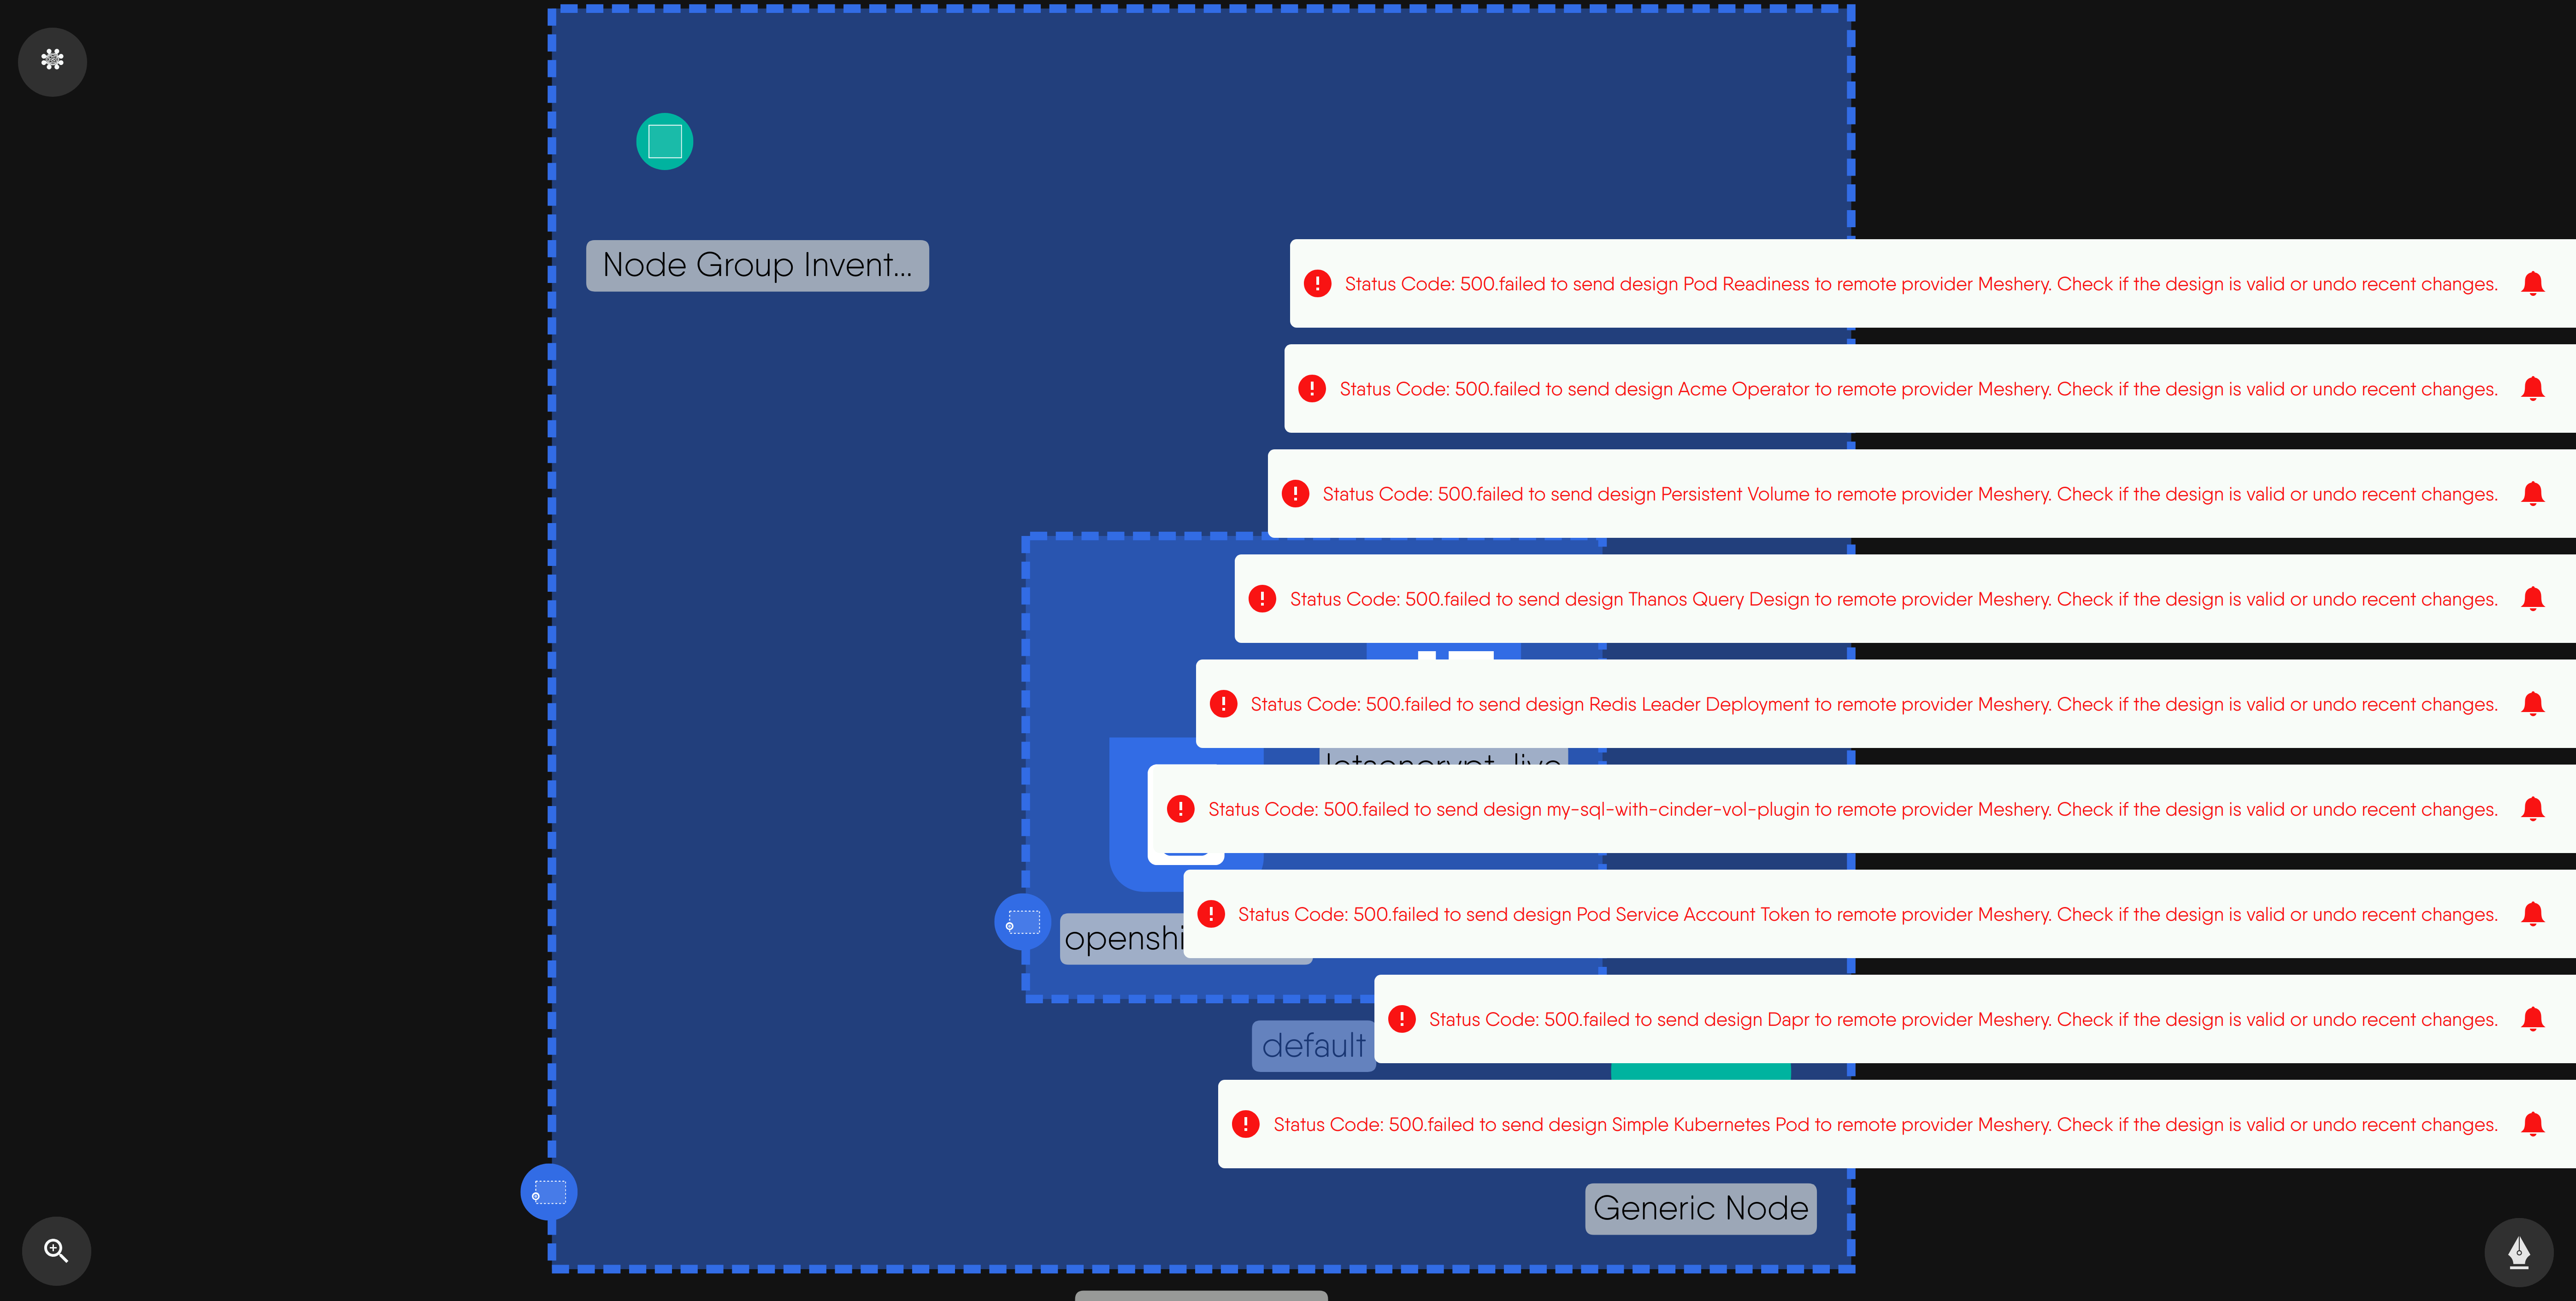 Node Group Invent...
Status Code: 500.failed to send design Pod Readiness to remote provider Meshery. Check if the design is valid or undo recent changes.
Status Code: 500.failed to send design Acme Operator to remote provider Meshery. Check if the design is valid or undo recent changes.
Status Code: 500.failed to send design Persistent Volume to remote provider Meshery. Check if the design is valid or undo recent changes.
Status Code: 500.failed to send design Thanos Query Design to remote provider Meshery. Check if the design is valid or undo recent changes.
Status Code: 500.failed to send design Redis Leader Deployment to remote provider Meshery. Check if the design is valid or undo recent changes.
Status Code: 500.failed to send design my-sql-with-cinder-vol-plugin to remote provider Meshery. Check if the design is valid or undo recent changes.
Status Code: 500.failed to send design Pod Service Account Token to remote provider Meshery. Check if the design is valid or undo recent changes.
openshi
Status Code: 500.failed to send design Dapr to remote provider Meshery. Check if the design is valid or undo recent changes.
default
Status Code: 500.failed to send design Simple Kubernetes Pod to remote provider Meshery. Check if the design is valid or undo recent changes.
Generic Node